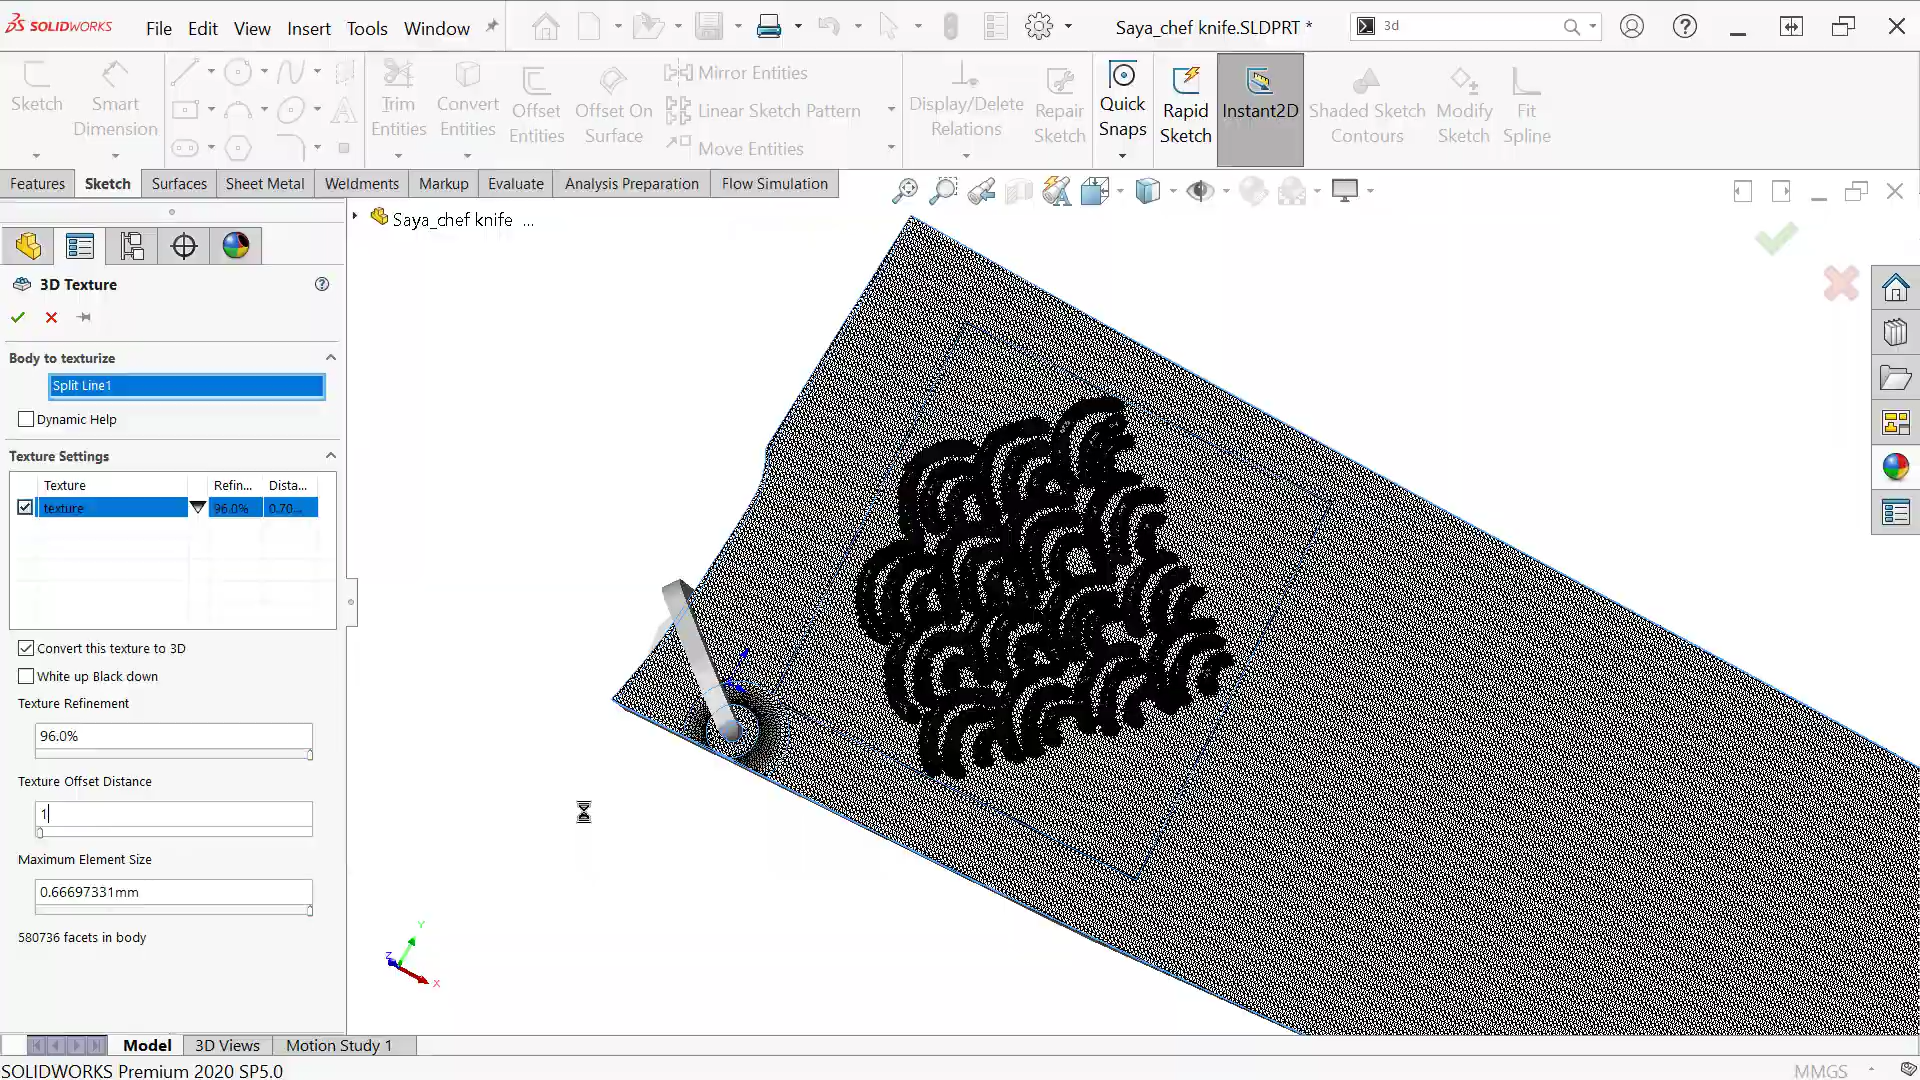 SOLIDWORKS File Edit View Insert Tools Window Saya_chef knife.SLDPRT * 3d
Sketch Smart Dimension Trim Entities Convert Entities Offset Entities Offset On Surface Mirror Entities Linear Sketch Pattern Move Entities Display/Delete Relations Repair Sketch Quick Snaps Rapid Sketch Instant2D Shaded Sketch Contours Modify Sketch Fit Spline
Features Sketch Surfaces Sheet Metal Weldments Markup Evaluate Analysis Preparation Flow Simulation
Saya_chef knife ...
3D Texture
Body to texturize
Split Line1
Dynamic Help
Texture Settings
Texture Refin... Dista...
texture 96.0% 0.70...
Convert this texture to 3D
White up Black down
Texture Refinement
96.0%
Texture Offset Distance
1
Maximum Element Size
0.66697331mm
580736 facets in body
Y
Z
X
Model 3D Views Motion Study 1
SOLIDWORKS Premium 2020 SP5.0 MMGS